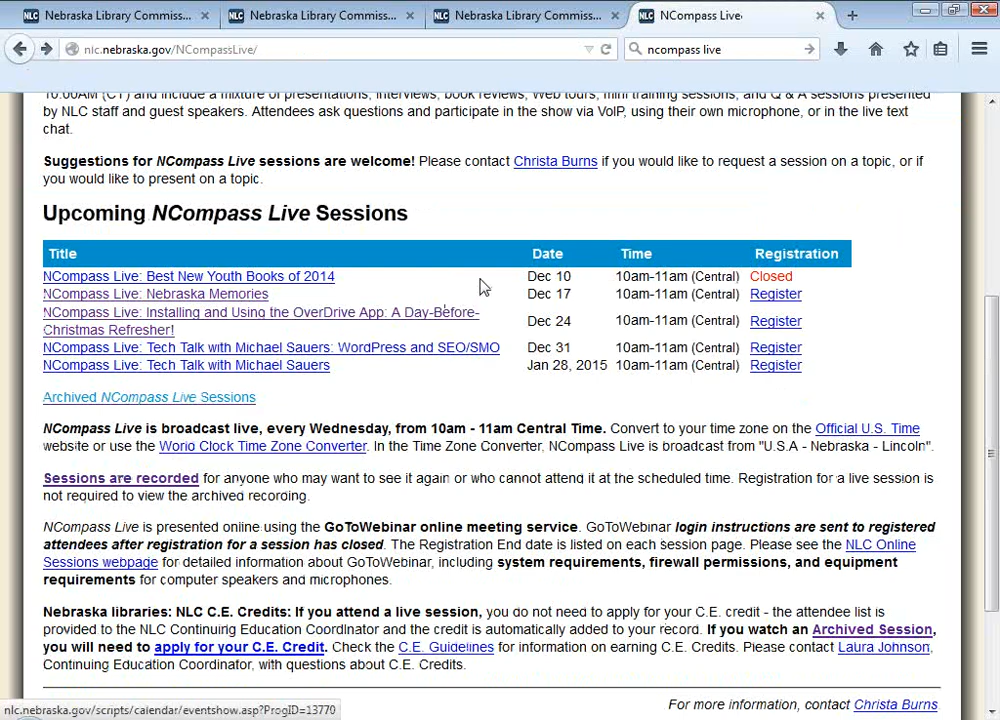 Nebraska Library Commiss... Nebraska Library Commiss... Nebraska Library Commiss... NCompass Live
nlc.nebraska.gov/NCompassLive/ ncompass live
10:00AM (CT) and include a mixture of presentations, interviews, book reviews, Web tours, mini training sessions, and Q & A sessions presented
by NLC staff and guest speakers. Attendees ask questions and participate in the show via VoIP, using their own microphone, or in the live text
chat.
Suggestions for NCompass Live sessions are welcome! Please contact Christa Burns if you would like to request a session on a topic, or if
you would like to present on a topic.
Upcoming NCompass Live Sessions
Title Date Time Registration
NCompass Live: Best New Youth Books of 2014 Dec 10 10am-11am (Central) Closed
NCompass Live: Nebraska Memories Dec 17 10am-11am (Central) Register
NCompass Live: Installing and Using the OverDrive App: A Day-Before-
Christmas Refresher! Dec 24 10am-11am (Central) Register
NCompass Live: Tech Talk with Michael Sauers: WordPress and SEO/SMO Dec 31 10am-11am (Central) Register
NCompass Live: Tech Talk with Michael Sauers Jan 28, 2015 10am-11am (Central) Register
Archived NCompass Live Sessions
NCompass Live is broadcast live, every Wednesday, from 10am - 11am Central Time. Convert to your time zone on the Official U.S. Time
website or use the World Clock Time Zone Converter. In the Time Zone Converter, NCompass Live is broadcast from "U.S.A - Nebraska - Lincoln".
Sessions are recorded for anyone who may want to see it again or who cannot attend it at the scheduled time. Registration for a live session is
not required to view the archived recording.
NCompass Live is presented online using the GoToWebinar online meeting service. GoToWebinar login instructions are sent to registered
attendees after registration for a session has closed. The Registration End date is listed on each session page. Please see the NLC Online
Sessions webpage for detailed information about GoToWebinar, including system requirements, firewall permissions, and equipment
requirements for computer speakers and microphones.
Nebraska libraries: NLC C.E. Credits: If you attend a live session, you do not need to apply for your C.E. credit - the attendee list is
provided to the NLC Continuing Education Coordinator and the credit is automatically added to your record. If you watch an Archived Session,
you will need to apply for your C.E. Credit. Check the C.E. Guidelines for information on earning C.E. Credits. Please contact Laura Johnson,
Continuing Education Coordinator, with questions about C.E. Credits.
For more information, contact Christa Burns.
nlc.nebraska.gov/scripts/calendar/eventshow.asp?ProgID=13770